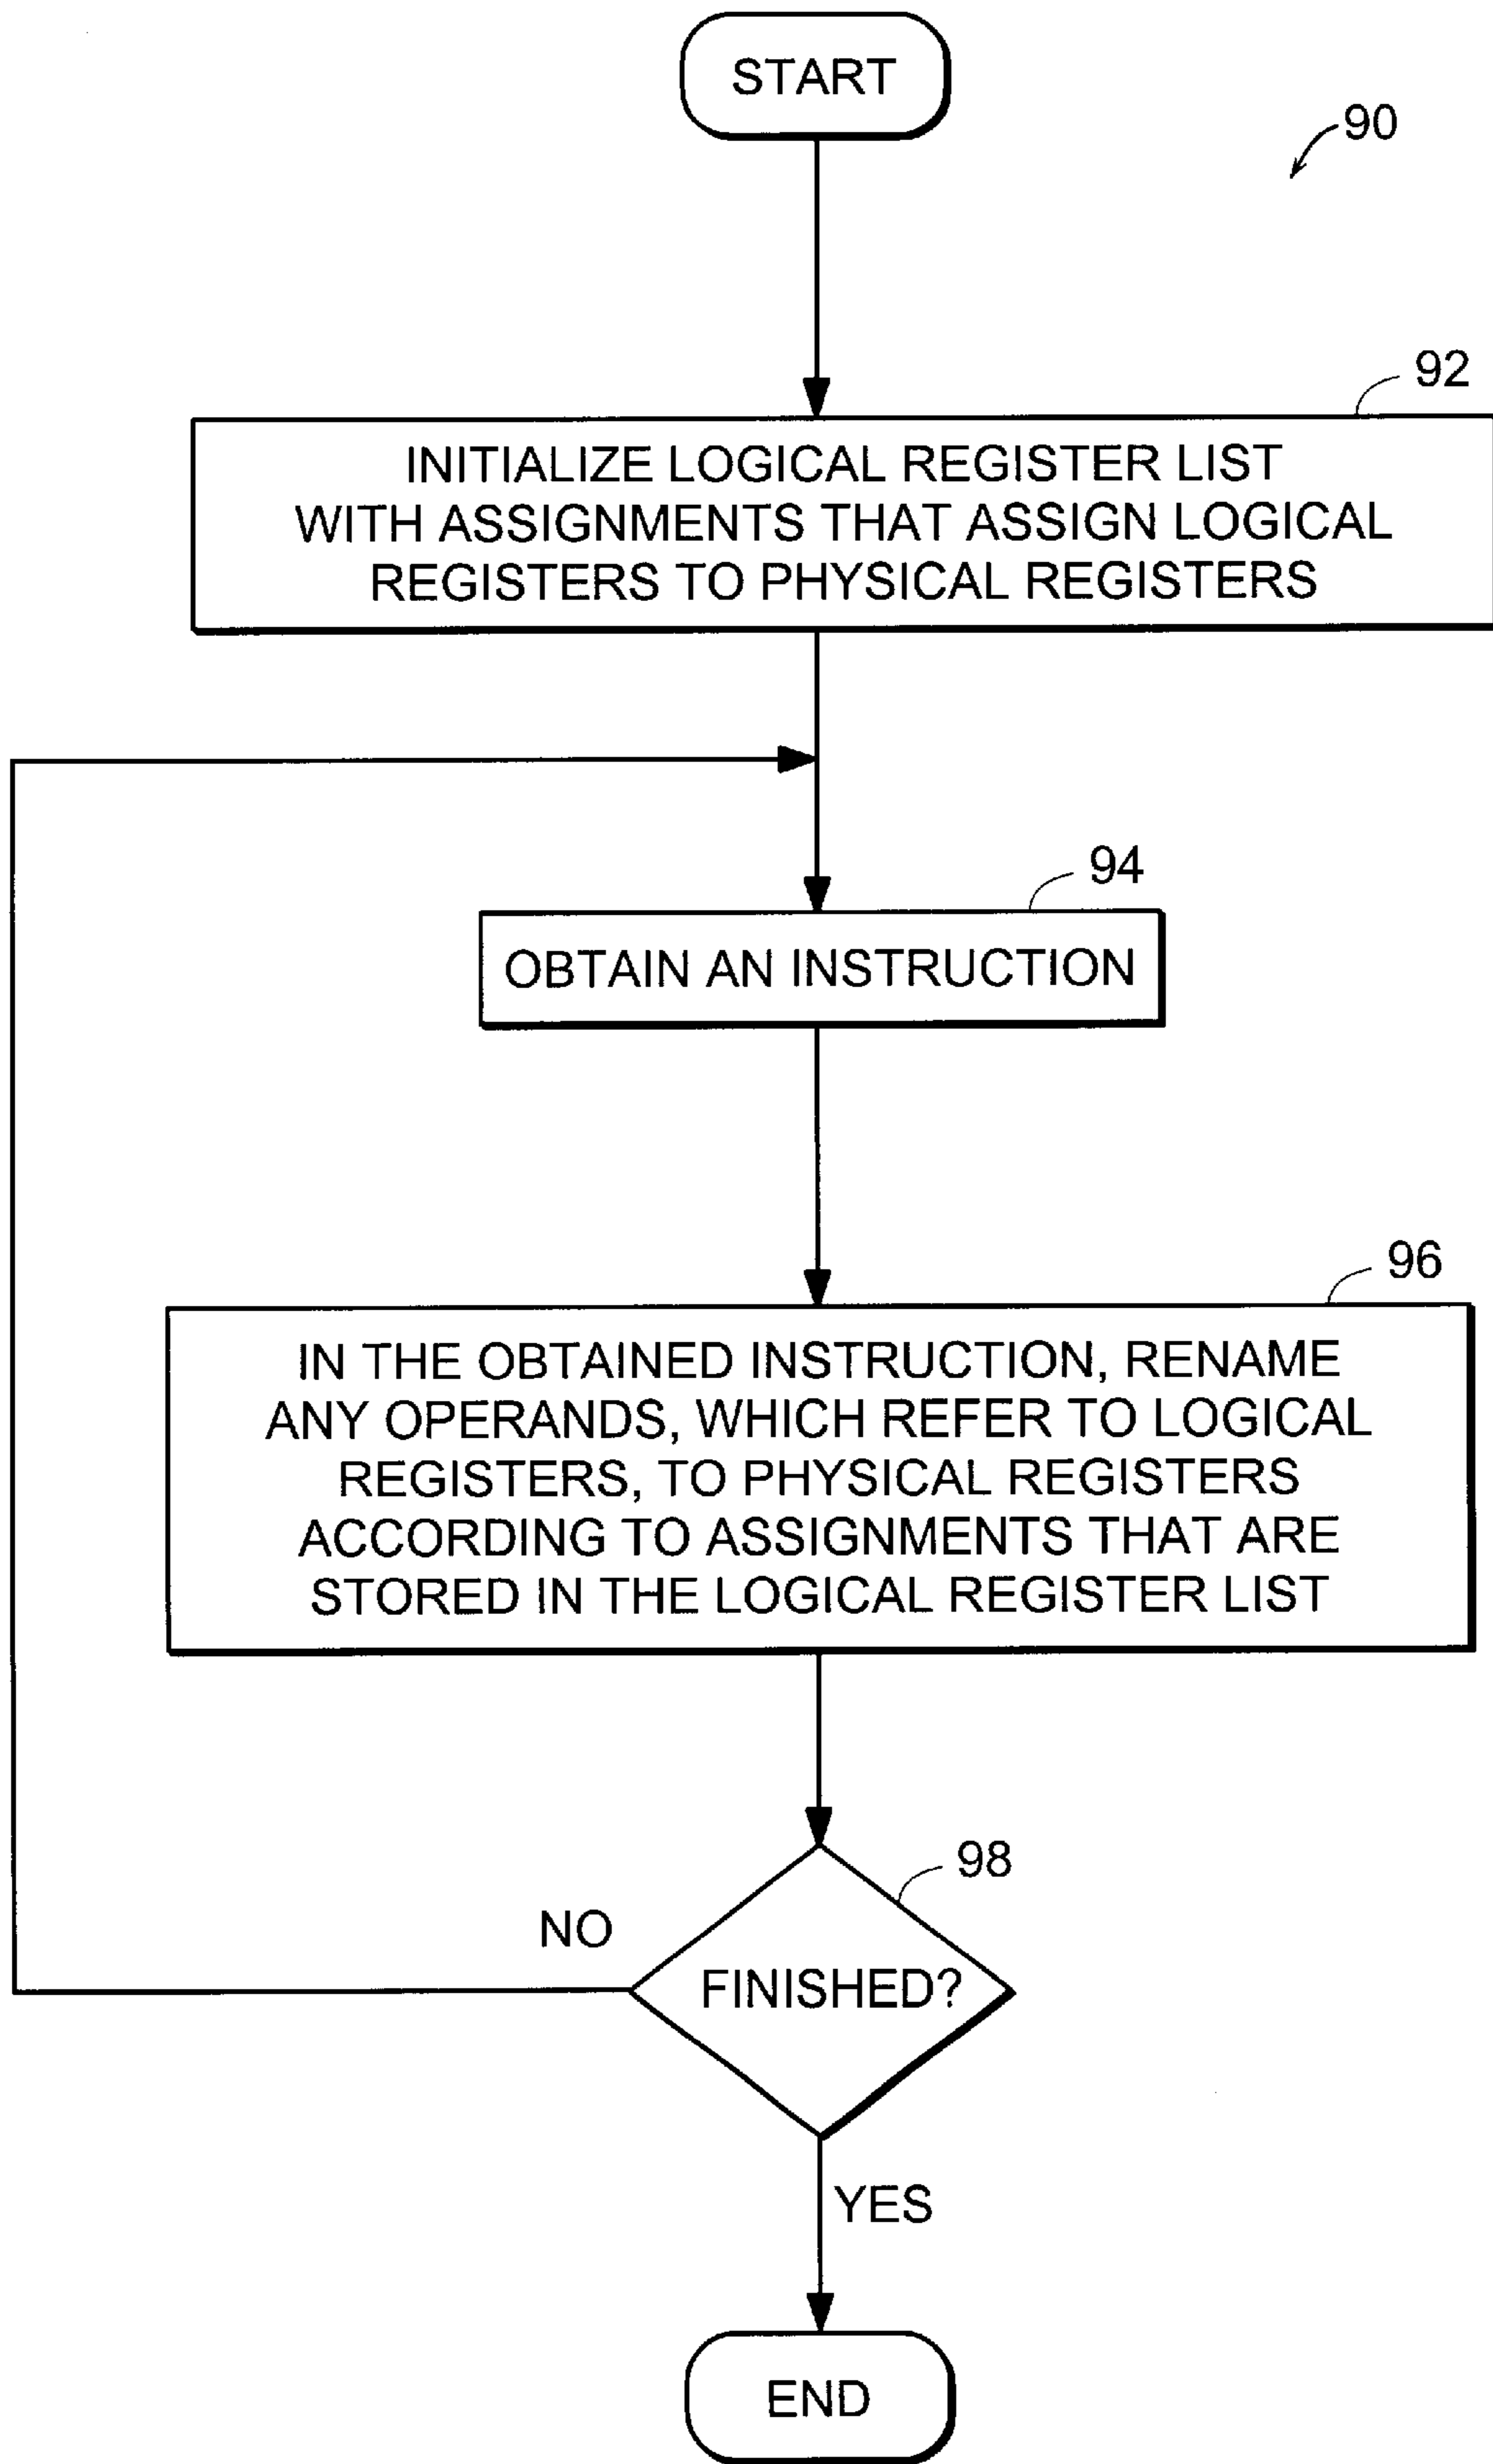 START
90
92
INITIALIZE LOGICAL REGISTER LIST
WITH ASSIGNMENTS THAT ASSIGN LOGICAL
REGISTERS TO PHYSICAL REGISTERS
94
OBTAIN AN INSTRUCTION
96
IN THE OBTAINED INSTRUCTION, RENAME
ANY OPERANDS, WHICH REFER TO LOGICAL
REGISTERS, TO PHYSICAL REGISTERS
ACCORDING TO ASSIGNMENTS THAT ARE
STORED IN THE LOGICAL REGISTER LIST
98
NO
FINISHED?
YES
END